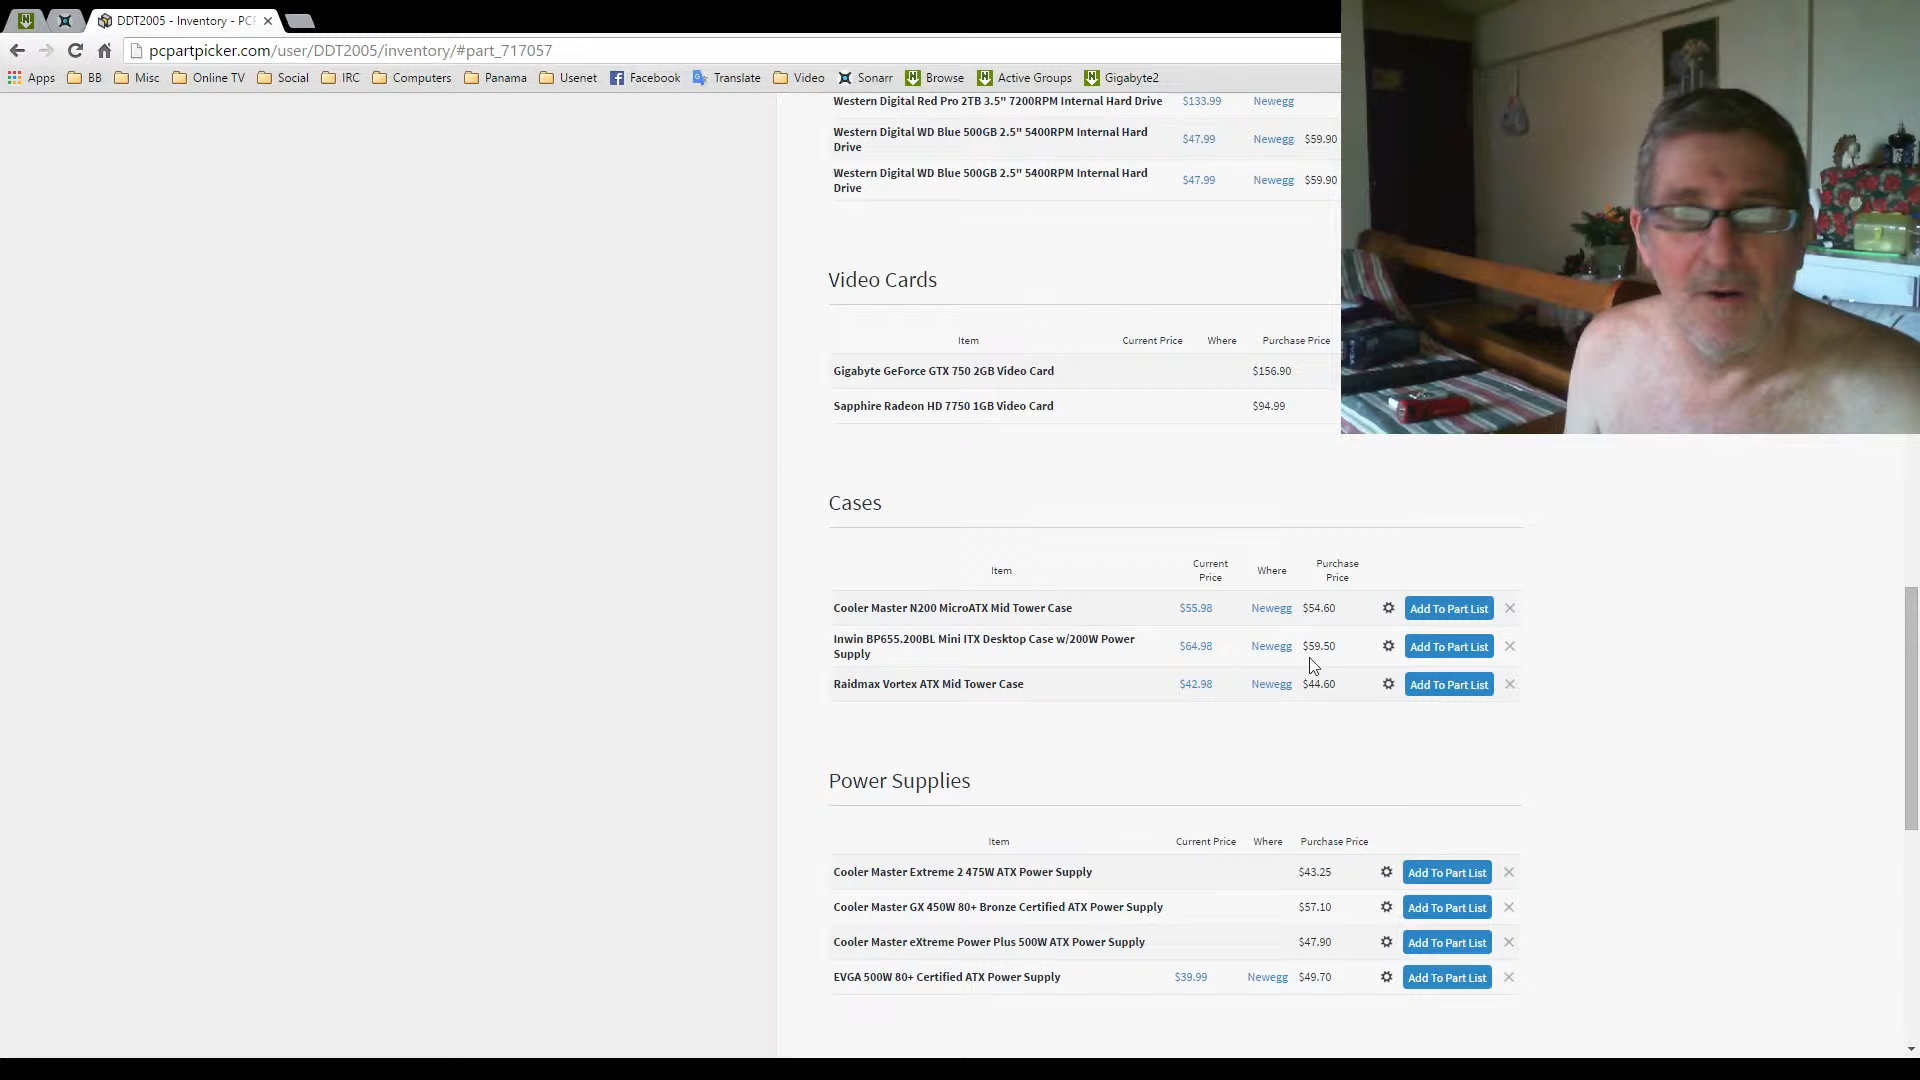 DDT2005 - Inventory - PCP
pcpartpicker.com/user/DDT2005/inventory/#part_717057
Apps BB Misc Online TV Social IRC Computers Panama Usenet Facebook Translate Video Sonarr Browse Active Groups Gigabyte2
Western Digital Red Pro 2TB 3.5" 7200RPM Internal Hard Drive $133.99 Newegg
Western Digital WD Blue 500GB 2.5" 5400RPM Internal Hard
Drive $47.99 Newegg $59.90
Western Digital WD Blue 500GB 2.5" 5400RPM Internal Hard
Drive $47.99 Newegg $59.90
Video Cards
Item Current Price Where Purchase Price
Gigabyte GeForce GTX 750 2GB Video Card $156.90
Sapphire Radeon HD 7750 1GB Video Card $94.99
Cases
Item Current Price Where Purchase Price
Cooler Master N200 MicroATX Mid Tower Case $55.98 Newegg $54.60 Add To Part List
Inwin BP655.200BL Mini ITX Desktop Case w/200W Power
Supply $64.98 Newegg $59.50 Add To Part List
Raidmax Vortex ATX Mid Tower Case $42.98 Newegg $44.60 Add To Part List
Power Supplies
Item Current Price Where Purchase Price
Cooler Master Extreme 2 475W ATX Power Supply $43.25 Add To Part List
Cooler Master GX 450W 80+ Bronze Certified ATX Power Supply $57.10 Add To Part List
Cooler Master eXtreme Power Plus 500W ATX Power Supply $47.90 Add To Part List
EVGA 500W 80+ Certified ATX Power Supply $39.99 Newegg $49.70 Add To Part List